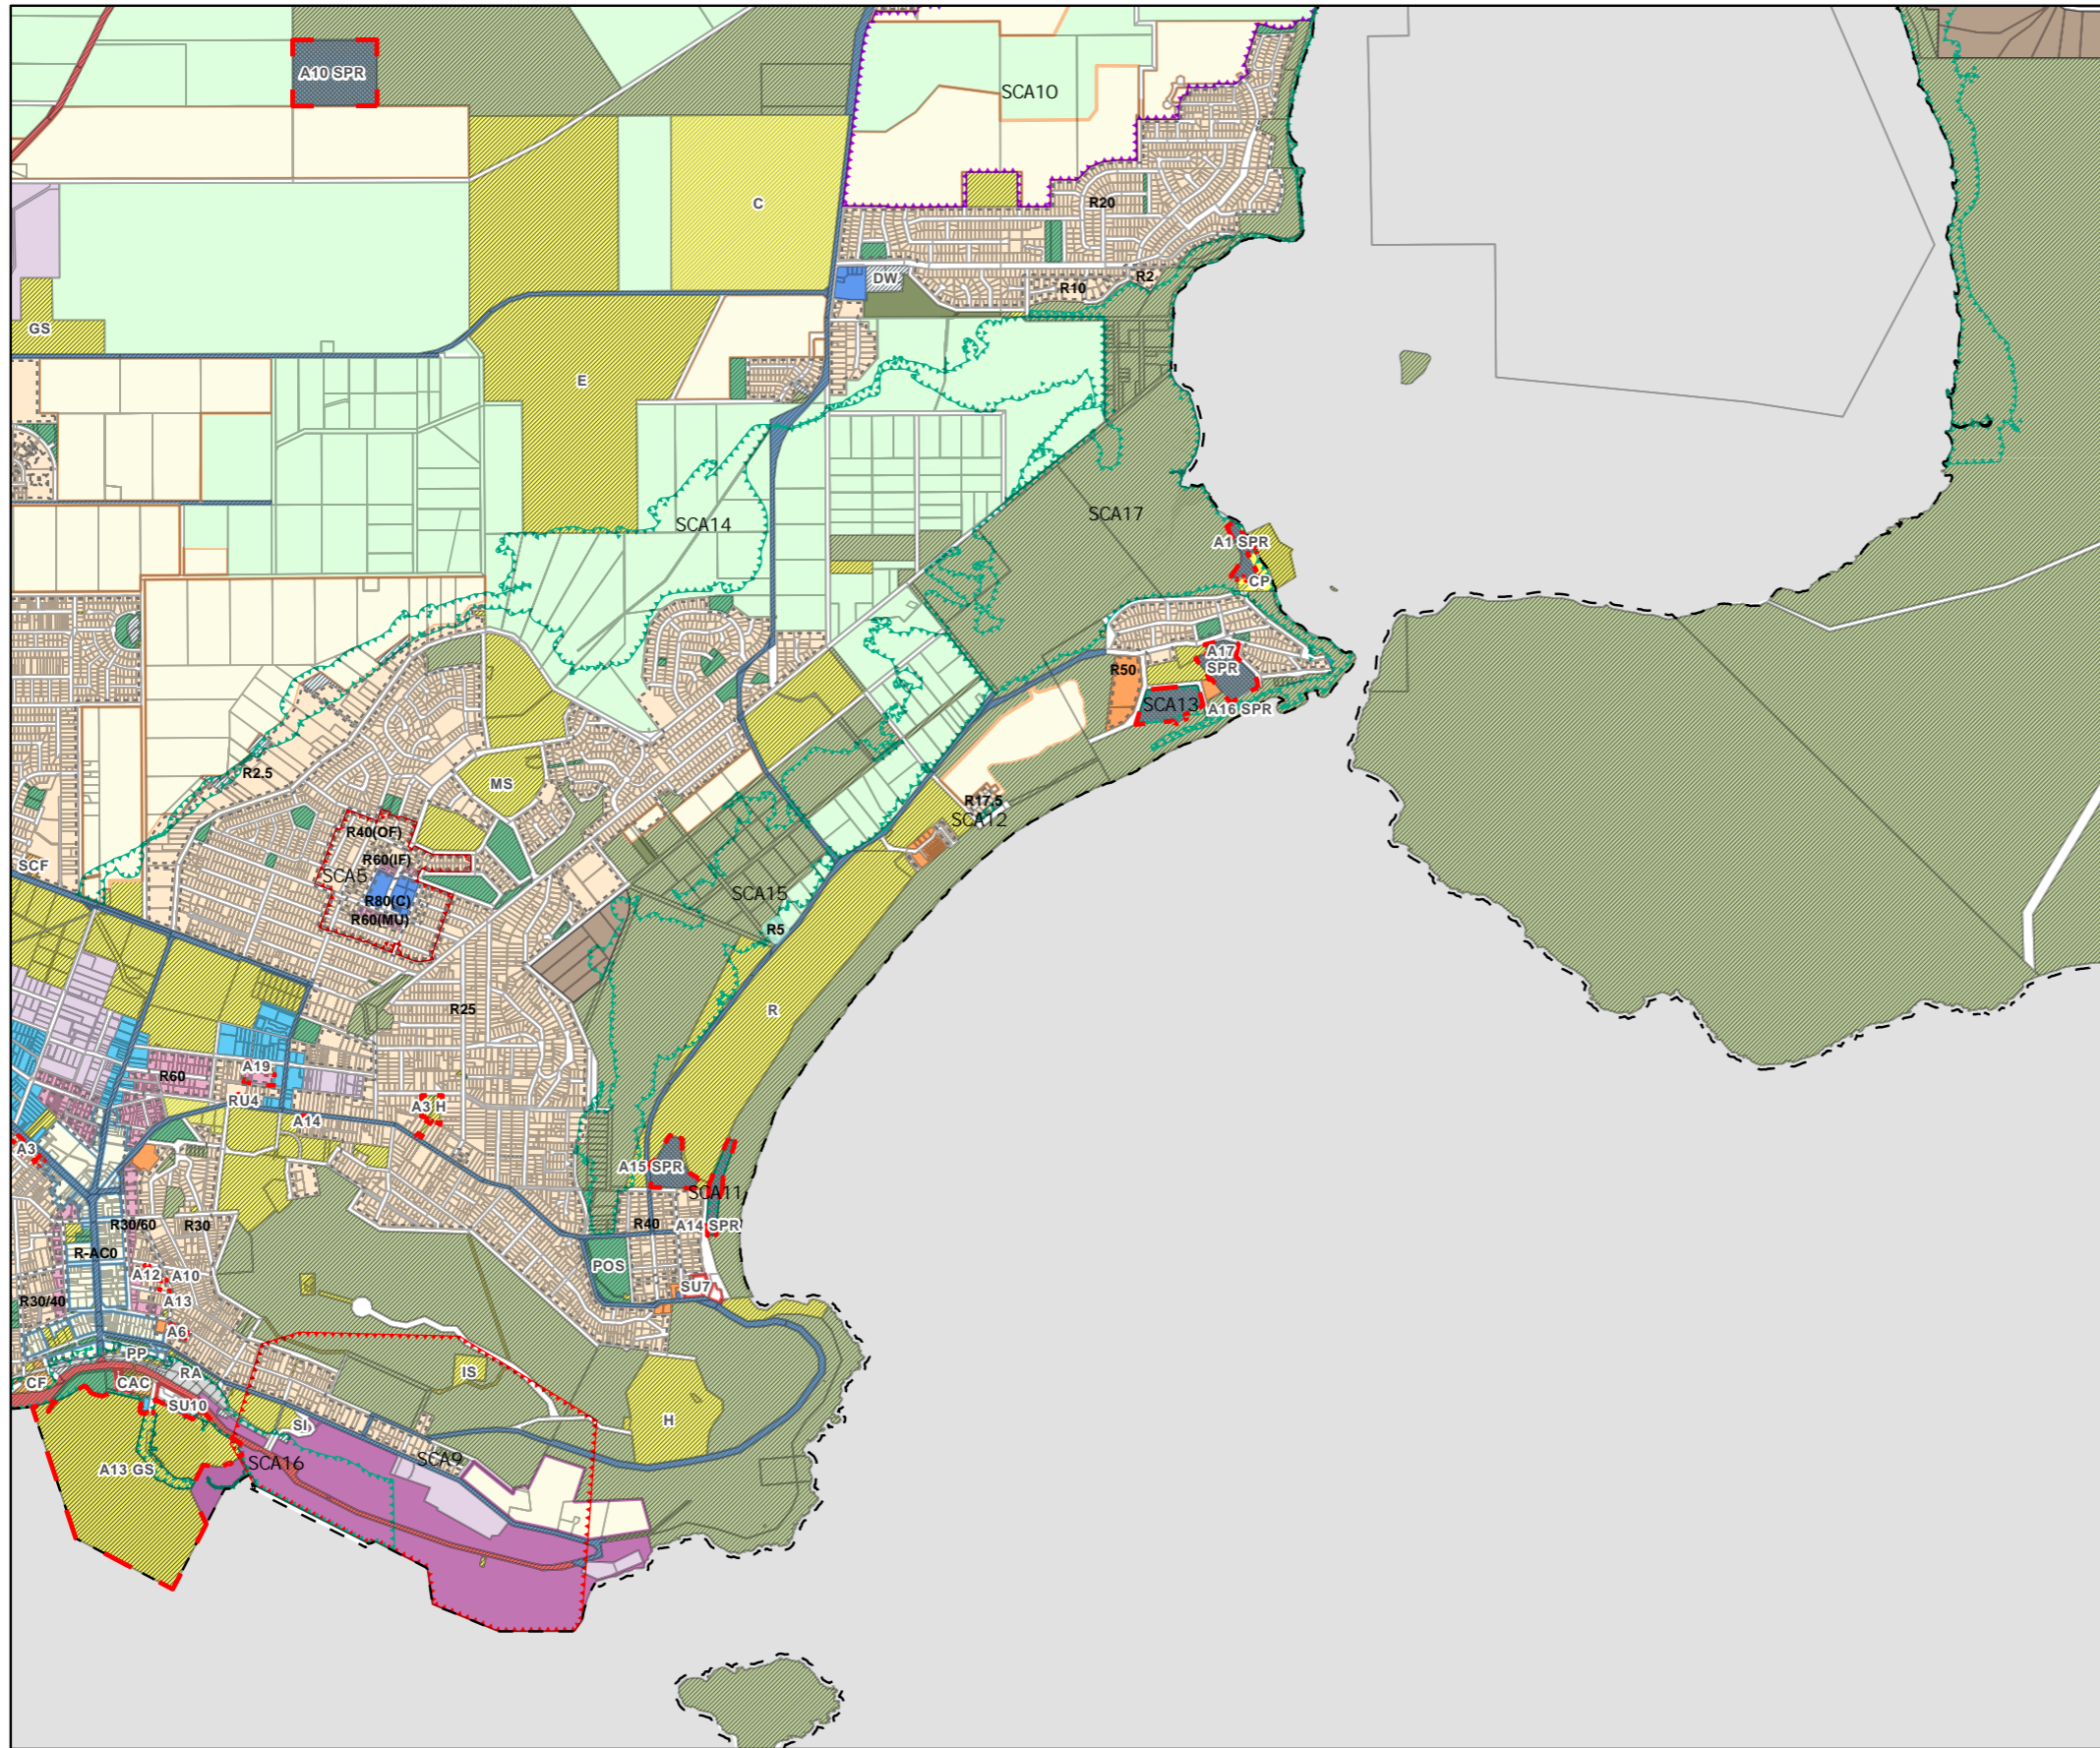 A10 SPR
SCA10
C
R20
DW
R2
R10
GS
E
SCA14
SCA17
A1 SPR
CP
A17
SPR
R50
SCA13
A16 SPR
R2.5
MS
R17.5
SCA12
R40(OF)
R60(IF)
SCF
SCA5
R80(C)
R60(MU)
SCA15
R5
R25
R
A19
R60
RU4
A3 H
A14
A3
A15 SPR
SCA11
R30/60
R30
R40
A14 SPR
R-AC0
POS
A12
A10
SU7
R30/40
A13
A6
PP
RA
IS
CF
CAC
SU10
SI
H
SCA9
SCA16
A13 GS